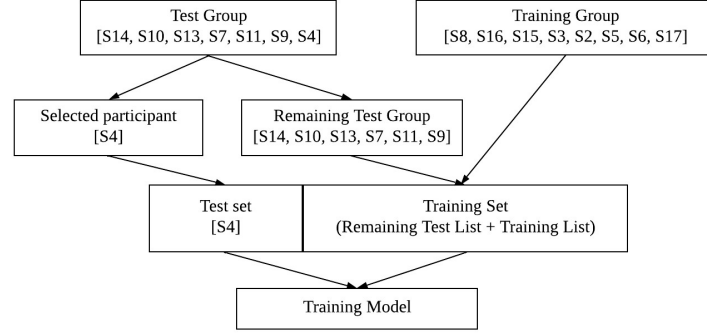 Test Group
[S14, S10, S13, S7, S11, S9, S4]
Training Group
[S8, S16, S15, S3, S2, S5, S6, S17]
Selected participant
[S4]
Remaining Test Group
[S14, S10, S13, S7, S11, S9]
Test set
[S4]
Training Set
(Remaining Test List + Training List)
Training Model